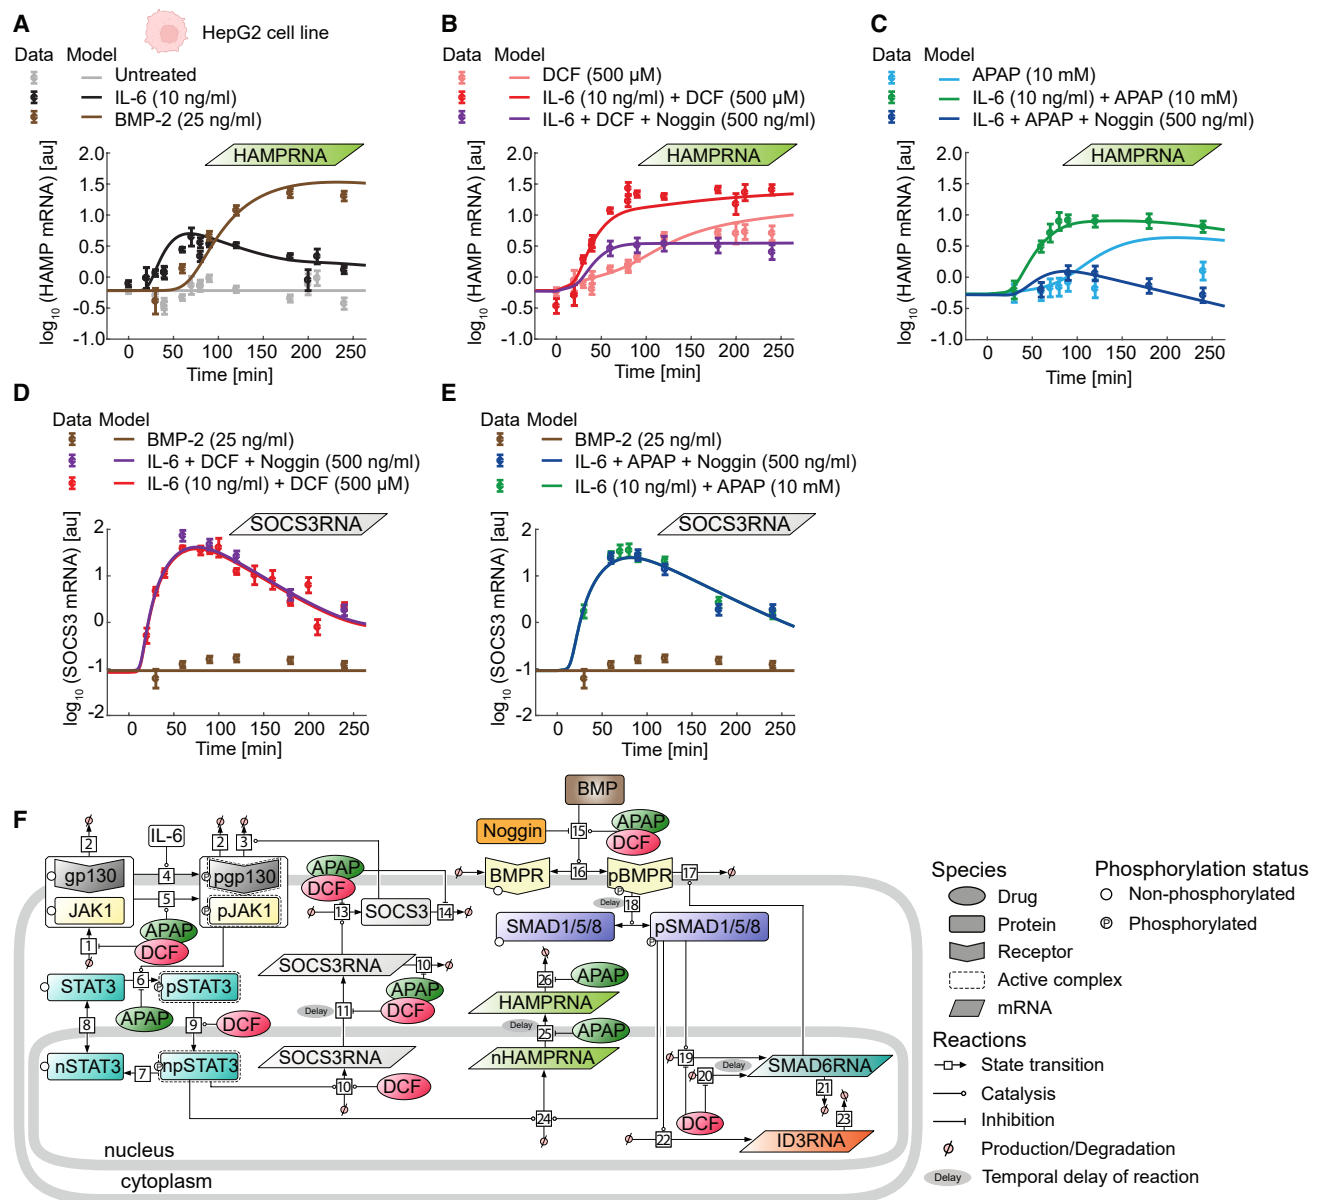 A
HepG2 cell line
Data Model
Untreated
IL-6 (10 ng/ml)
BMP-2 (25 ng/ml)
HAMPRNA
log10 (HAMP mRNA) [au]
2.0
1.5
1.0
0.5
0.0
-0.5
-1.0
0 50 100 150 200 250
Time [min]
B
Data Model
DCF (500 µM)
IL-6 (10 ng/ml) + DCF (500 µM)
IL-6 + DCF + Noggin (500 ng/ml)
HAMPRNA
log10 (HAMP mRNA) [au]
2.0
1.5
1.0
0.5
0.0
-0.5
-1.0
0 50 100 150 200 250
Time [min]
C
Data Model
APAP (10 mM)
IL-6 (10 ng/ml) + APAP (10 mM)
IL-6 + APAP + Noggin (500 ng/ml)
HAMPRNA
log10 (HAMP mRNA) [au]
2.0
1.5
1.0
0.5
0.0
-0.5
-1.0
0 50 100 150 200 250
Time [min]
D
Data Model
BMP-2 (25 ng/ml)
IL-6 + DCF + Noggin (500 ng/ml)
IL-6 (10 ng/ml) + DCF (500 µM)
SOCS3RNA
log10 (SOCS3 mRNA) [au]
2
1
0
-1
-2
0 50 100 150 200 250
Time [min]
E
Data Model
BMP-2 (25 ng/ml)
IL-6 + APAP + Noggin (500 ng/ml)
IL-6 (10 ng/ml) + APAP (10 mM)
SOCS3RNA
log10 (SOCS3 mRNA) [au]
2
1
0
-1
-2
0 50 100 150 200 250
Time [min]
F
BMP
IL-6
2
2
3
Noggin
15
APAP
DCF
gp130
4
pgp130
APAP
DCF
BMPR
16
pBMPR
17
P
JAK1
5
pJAK1
13
SOCS3
14
Delay
18
1
APAP
DCF
SMAD1/5/8
pSMAD1/5/8
P
STAT3
6
pSTAT3
SOCS3RNA
10
26
APAP
APAP
DCF
HAMPRNA
8
APAP
9
DCF
Delay
11
Delay
25
APAP
nSTAT3
7
npSTAT3
SOCS3RNA
nHAMPRNA
19
SMAD6RNA
Delay
20
10
DCF
21
23
24
DCF
22
ID3RNA
nucleus
cytoplasm
Species
Drug
Protein
Receptor
Active complex
mRNA
Phosphorylation status
Non-phosphorylated
P
Phosphorylated
Reactions
State transition
Catalysis
Inhibition
Production/Degradation
Delay
Temporal delay of reaction